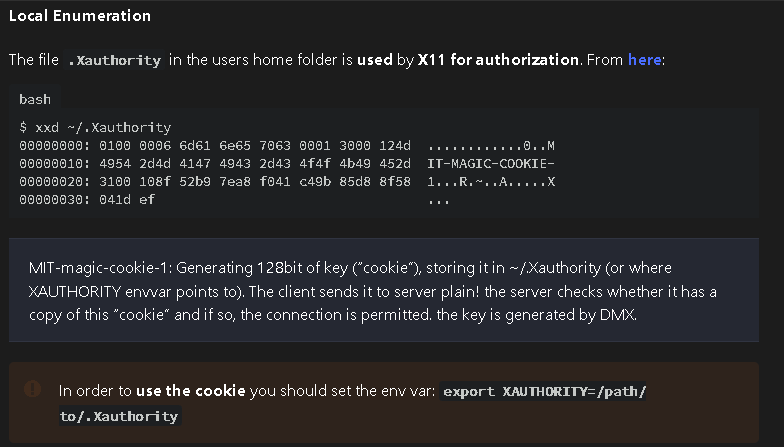 Local Enumeration
The file .Xauthority in the users home folder is used by X11 for authorization. From here:
bash
$ xxd ~/.Xauthority
00000000: 0100 0006 6d61 6e65 7063 0001 3000 124d  ............0..M
00000010: 4954 2d4d 4147 4943 2d43 4f4f 4b49 452d  IT-MAGIC-COOKIE-
00000020: 3100 108f 52b9 7ea8 f041 c49b 85d8 8f58  1...R.~..A.....X
00000030: 041d ef                                  ...
MIT-magic-cookie-1: Generating 128bit of key (“cookie”), storing it in ~/.Xauthority (or where
XAUTHORITY envvar points to). The client sends it to server plain! the server checks whether it has a
copy of this “cookie” and if so, the connection is permitted. the key is generated by DMX.
In order to use the cookie you should set the env var: export XAUTHORITY=/path/
to/.Xauthority